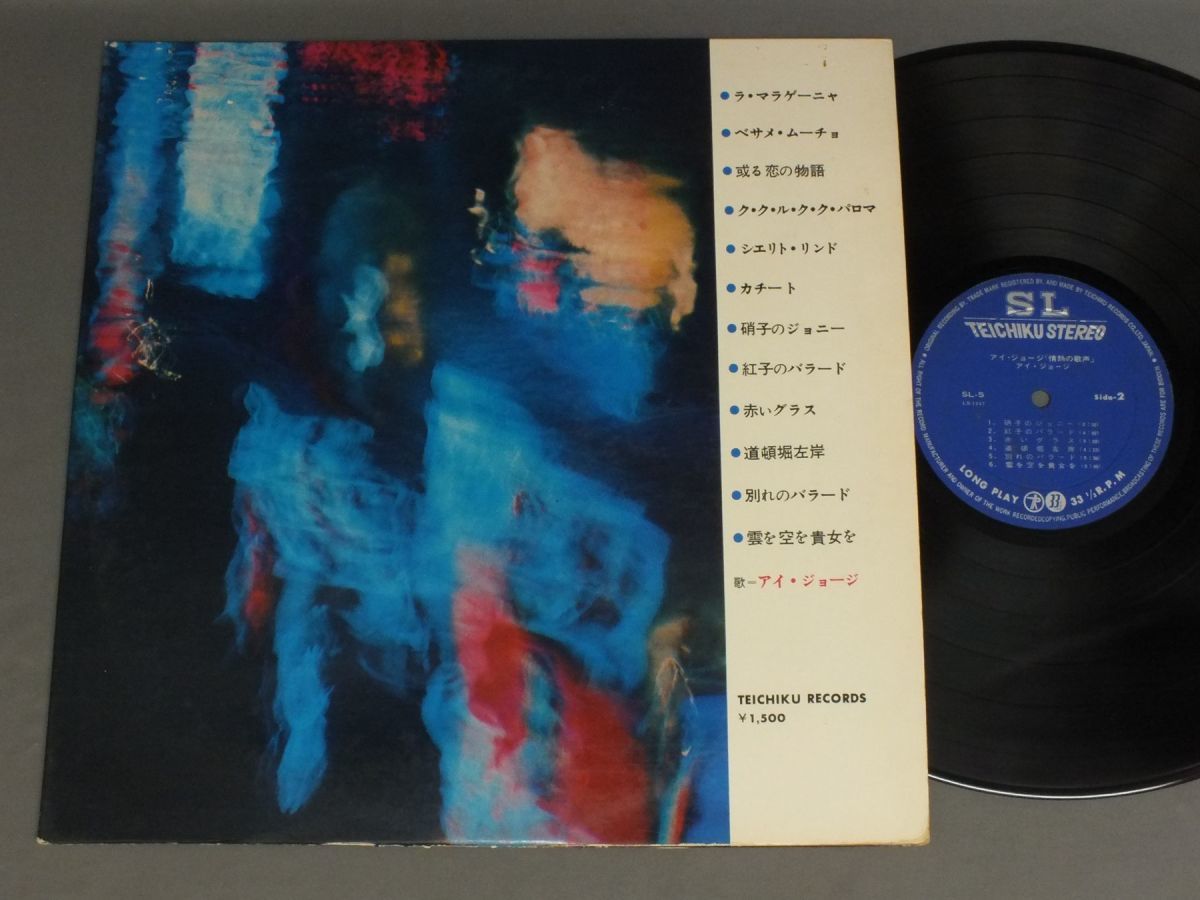 ● ラ・マラゲーニャ
● ベサメ・ムーチョ
● 或る恋の物語
● ク・ク・ル・ク・ク・パロマ
● シエリト・リンド
● カチート
● 硝子のジョニー
● 紅子のバラード
● 赤いグラス
● 道頓堀左岸
● 別れのバラード
● 雲を空を貴女を
歌=アイ・ジョージ
TEICHIKU RECORDS
¥1,500
SL
TEICHIKU STEREO
アイ・ジョージ「情熱の歌声」
アイ・ジョージ
SL-5
Side-2
1. 硝子のジョニー
2. 紅子のバラード
3. 赤いグラス
4. 道頓堀左岸
5. 別れのバラード
6. 雲を空を貴女を
LONG PLAY 33 1/3 R.P.M